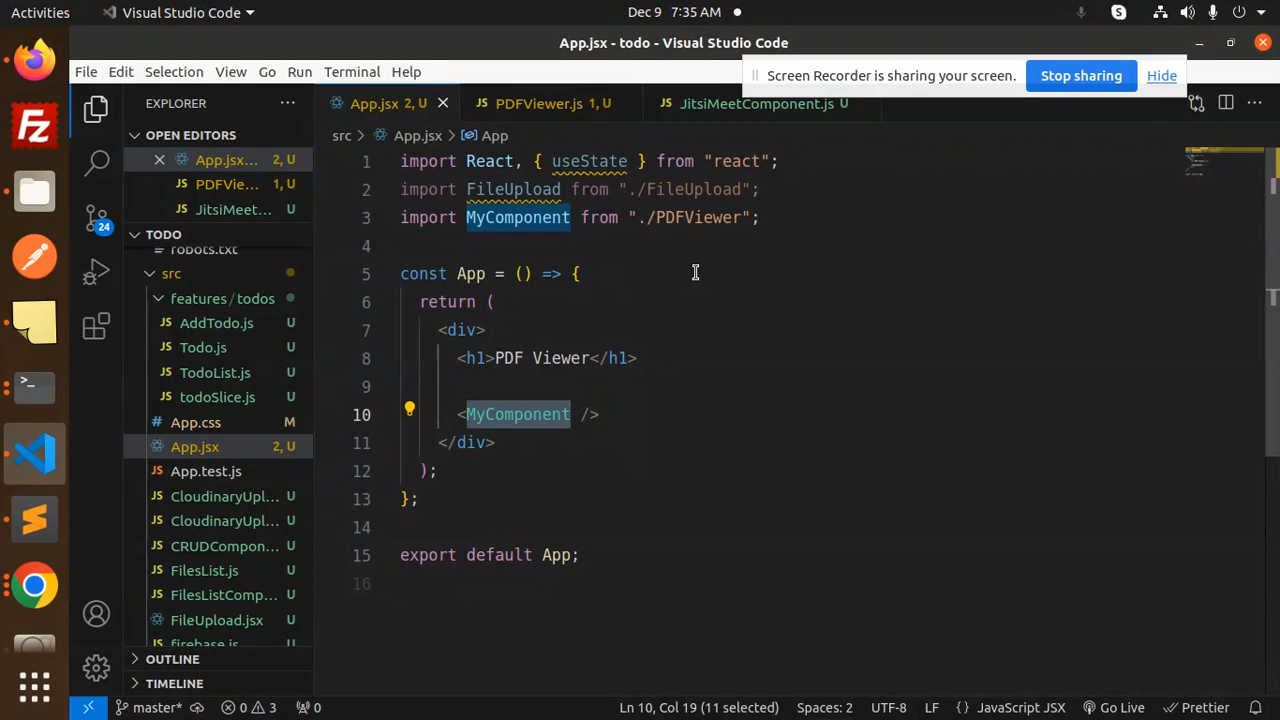 Activities
Visual Studio Code
Dec 9 7:35 AM
App.jsx - todo - Visual Studio Code
File Edit Selection View Go Run Terminal Help
Screen Recorder is sharing your screen. Stop sharing Hide
EXPLORER
App.jsx 2, U
PDFViewer.js 1, U
JitsiMeetComponent.js U
OPEN EDITORS
App.jsx... 2, U
PDFVie... 1, U
JitsiMeet... U
TODO
robots.txt
src
features / todos
AddTodo.js U
Todo.js U
TodoList.js U
todoSlice.js U
App.css M
App.jsx 2, U
App.test.js
CloudinaryUpl... U
CloudinaryUpl... U
CRUDCompon... U
FilesList.js U
FilesListComp... U
FileUpload.jsx U
firebase.js U
OUTLINE
TIMELINE
24
src > App.jsx > App
1 import React, { useState } from "react";
2 import FileUpload from "./FileUpload";
3 import MyComponent from "./PDFViewer";
4
5 const App = () => {
6 return (
7 <div>
8 <h1>PDF Viewer</h1>
9
10 <MyComponent />
11 </div>
12 );
13 };
14
15 export default App;
16
master* 0 3 0 Ln 10, Col 19 (11 selected) Spaces: 2 UTF-8 LF {} JavaScript JSX Go Live Prettier